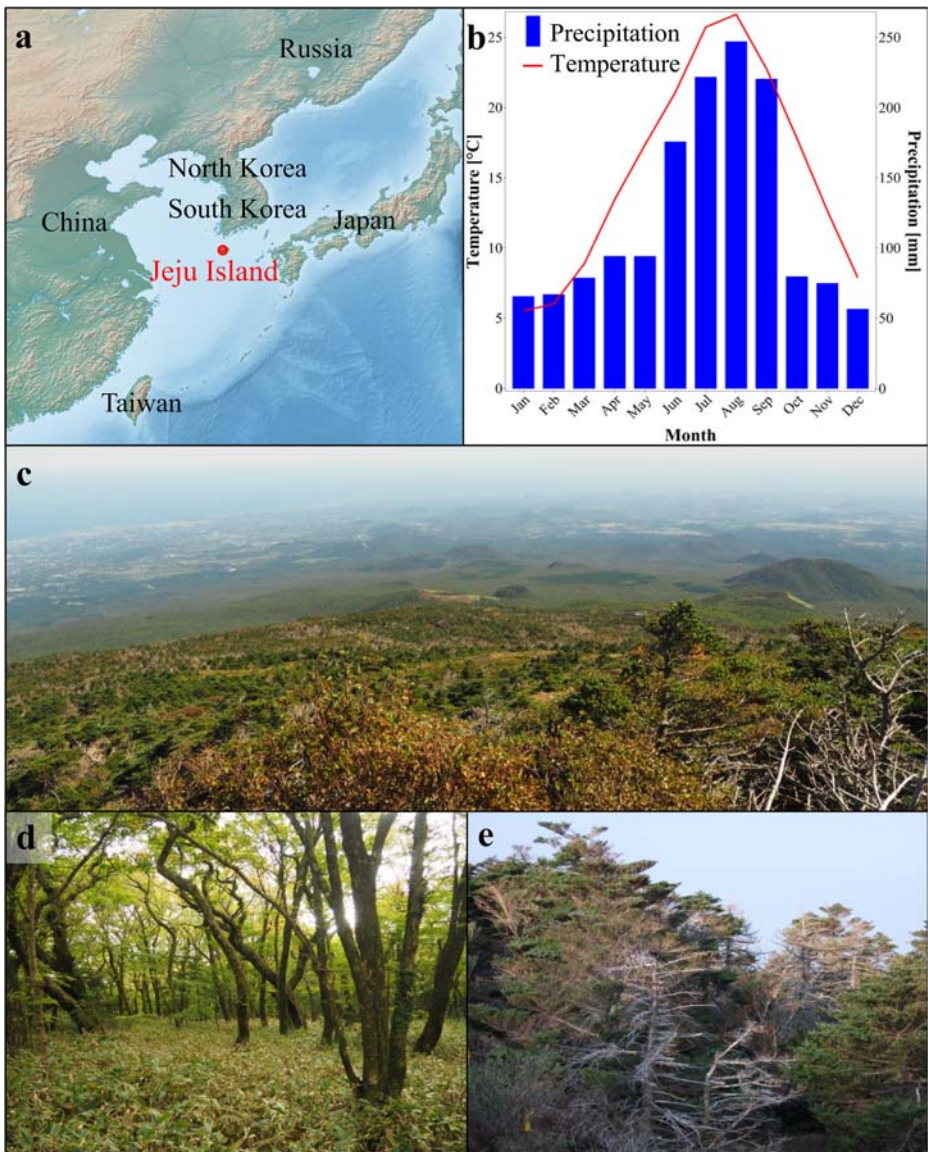 a
Russia
North Korea
South Korea
China
Japan
Jeju Island
Taiwan
b
Precipitation
Temperature
25
20
15
10
5
0
Temperature [°C]
250
200
150
100
50
0
Precipitation [mm]
Jan Feb Mar Apr May Jun Jul Aug Sep Oct Nov Dec
Month
c
d
e